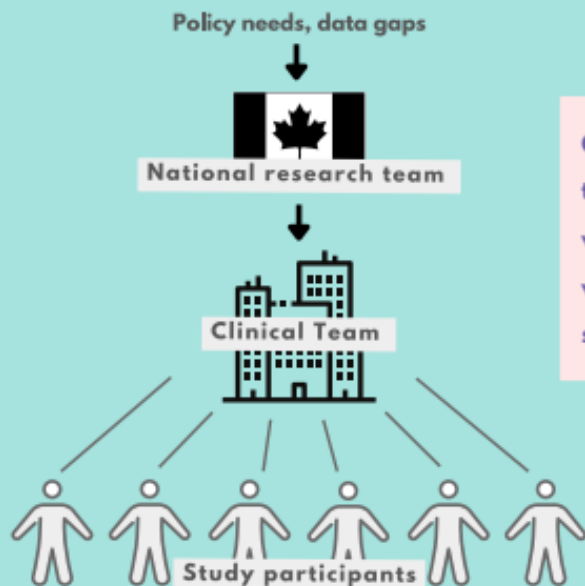 Policy needs, data gaps
National research team
Clinical Team
Study participants